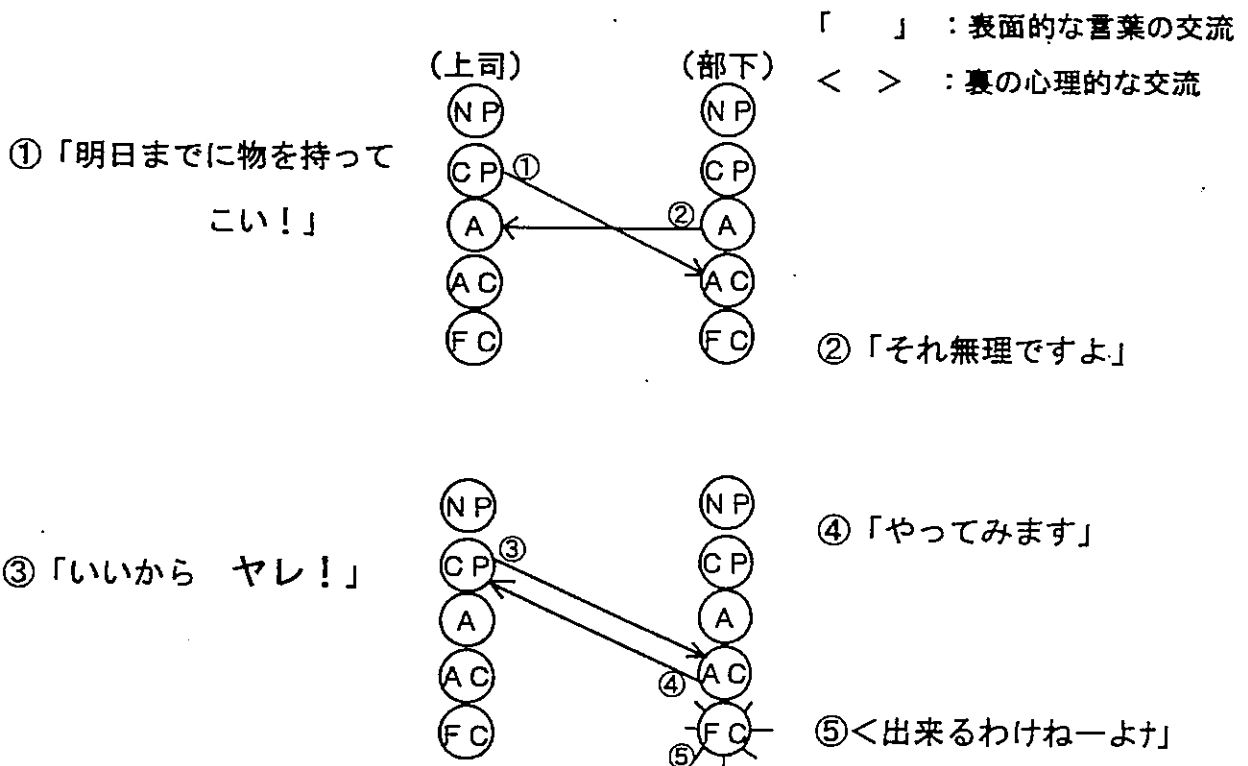 「　　」：表面的な言葉の交流
＜　＞　：裏の心理的な交流
（上司）　（部下）
ＮＰ　ＮＰ
①「明日までに物を持って
こい！」
ＣＰ　①　ＣＰ
Ａ　②　Ａ
ＡＣ　ＡＣ
ＦＣ　ＦＣ
②「それ無理ですよ」
ＮＰ　ＮＰ
④「やってみます」
③「いいから　ヤレ！」
ＣＰ　③　ＣＰ
Ａ　Ａ
ＡＣ　④　ＡＣ
ＦＣ　⑤　ＦＣ
⑤＜出来るわけねーよ